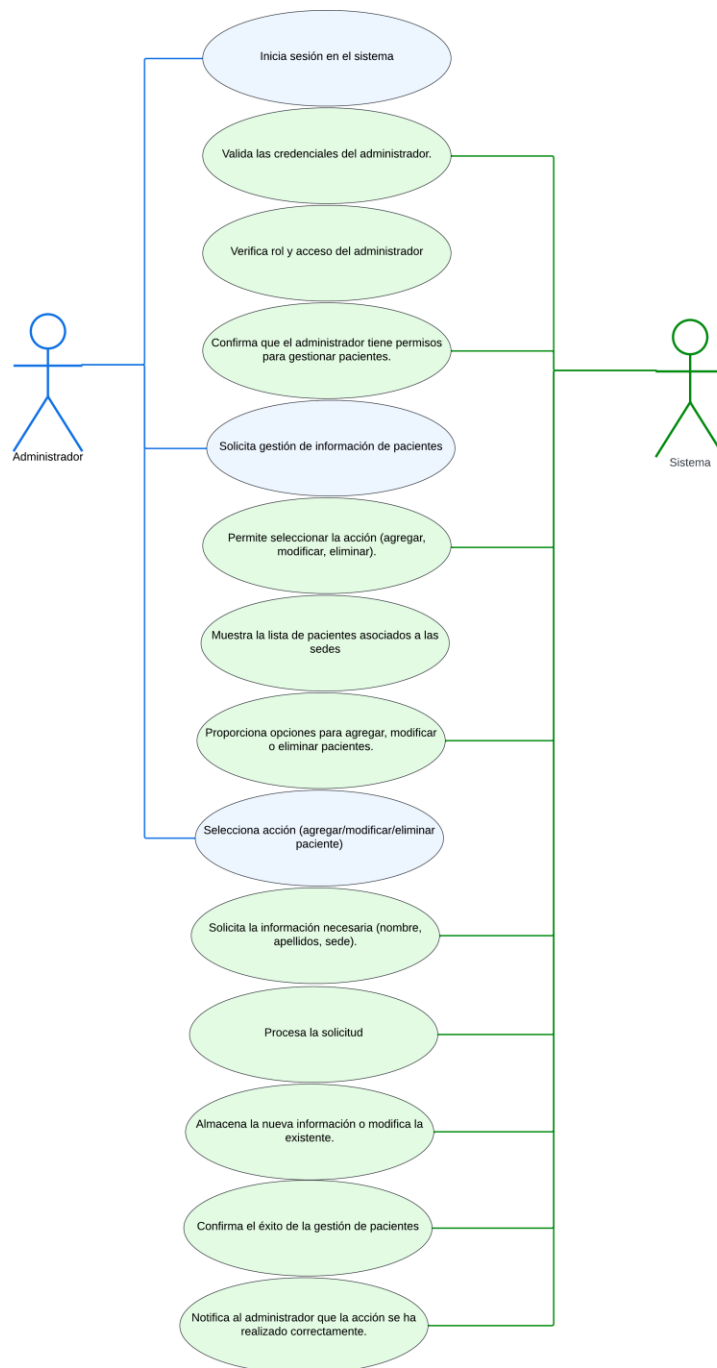 Inicia sesión en el sistema
Valida las credenciales del administrador.
Verifica rol y acceso del administrador
Confirma que el administrador tiene permisos
para gestionar pacientes.
Administrador
Sistema
Solicita gestión de información de pacientes
Permite seleccionar la acción (agregar,
modificar, eliminar).
Muestra la lista de pacientes asociados a las
sedes
Proporciona opciones para agregar, modificar
o eliminar pacientes.
Selecciona acción (agregar/modificar/eliminar
paciente)
Solicita la información necesaria (nombre,
apellidos, sede).
Procesa la solicitud
Almacena la nueva información o modifica la
existente.
Confirma el éxito de la gestión de pacientes
Notifica al administrador que la acción se ha
realizado correctamente.